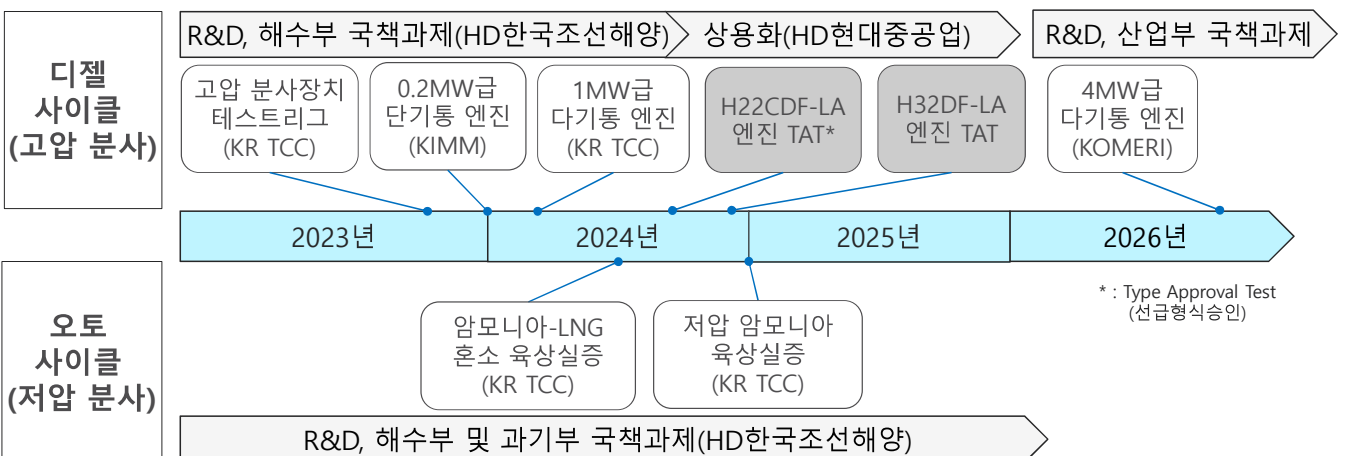 디젤
사이클
(고압 분사)
R&D, 해수부 국책과제(HD한국조선해양)
상용화(HD현대중공업)
R&D, 산업부 국책과제
고압 분사장치
테스트리그
(KR TCC)
0.2MW급
단기통 엔진
(KIMM)
1MW급
다기통 엔진
(KR TCC)
H22CDF-LA
엔진 TAT*
H32DF-LA
엔진 TAT
4MW급
다기통 엔진
(KOMERI)
2023년
2024년
2025년
2026년
* : Type Approval Test
(선급형식승인)
오토
사이클
(저압 분사)
암모니아-LNG
혼소 육상실증
(KR TCC)
저압 암모니아
육상실증
(KR TCC)
R&D, 해수부 및 과기부 국책과제(HD한국조선해양)